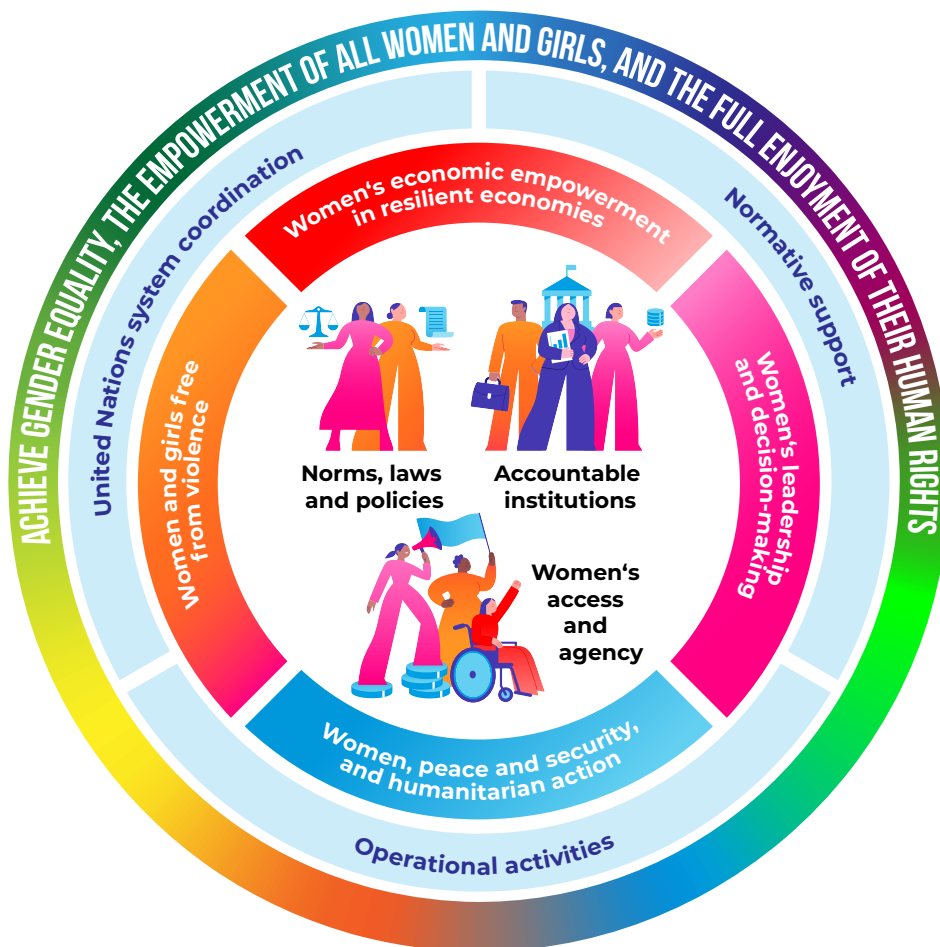 ACHIEVE GENDER EQUALITY, THE EMPOWERMENT OF ALL WOMEN AND GIRLS, AND THE FULL ENJOYMENT OF THEIR HUMAN RIGHTS
United Nations system coordination
Normative support
Operational activities
Women‘s economic empowerment
in resilient economies
Women‘s leadership
and decision-making
Women, peace and security,
and humanitarian action
Women and girls free
from violence
Norms, laws
and policies
Accountable
institutions
Women‘s
access
and
agency